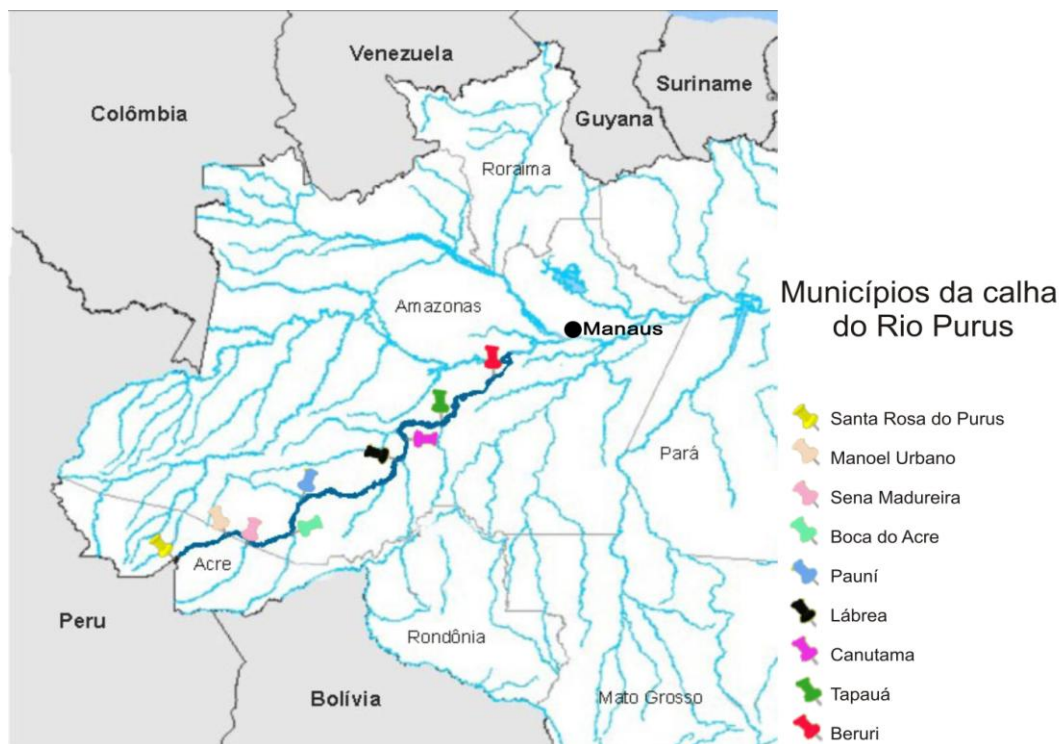 Venezuela
Suriname
Colômbia
Guyana
Roraima
Municípios da calha
do Rio Purus
Amazonas
Manaus
Santa Rosa do Purus
Manoel Urbano
Pará
Sena Madureira
Boca do Acre
Acre
Pauní
Peru
Lábrea
Rondônia
Canutama
Bolívia
Mato Grosso
Tapauá
Beruri